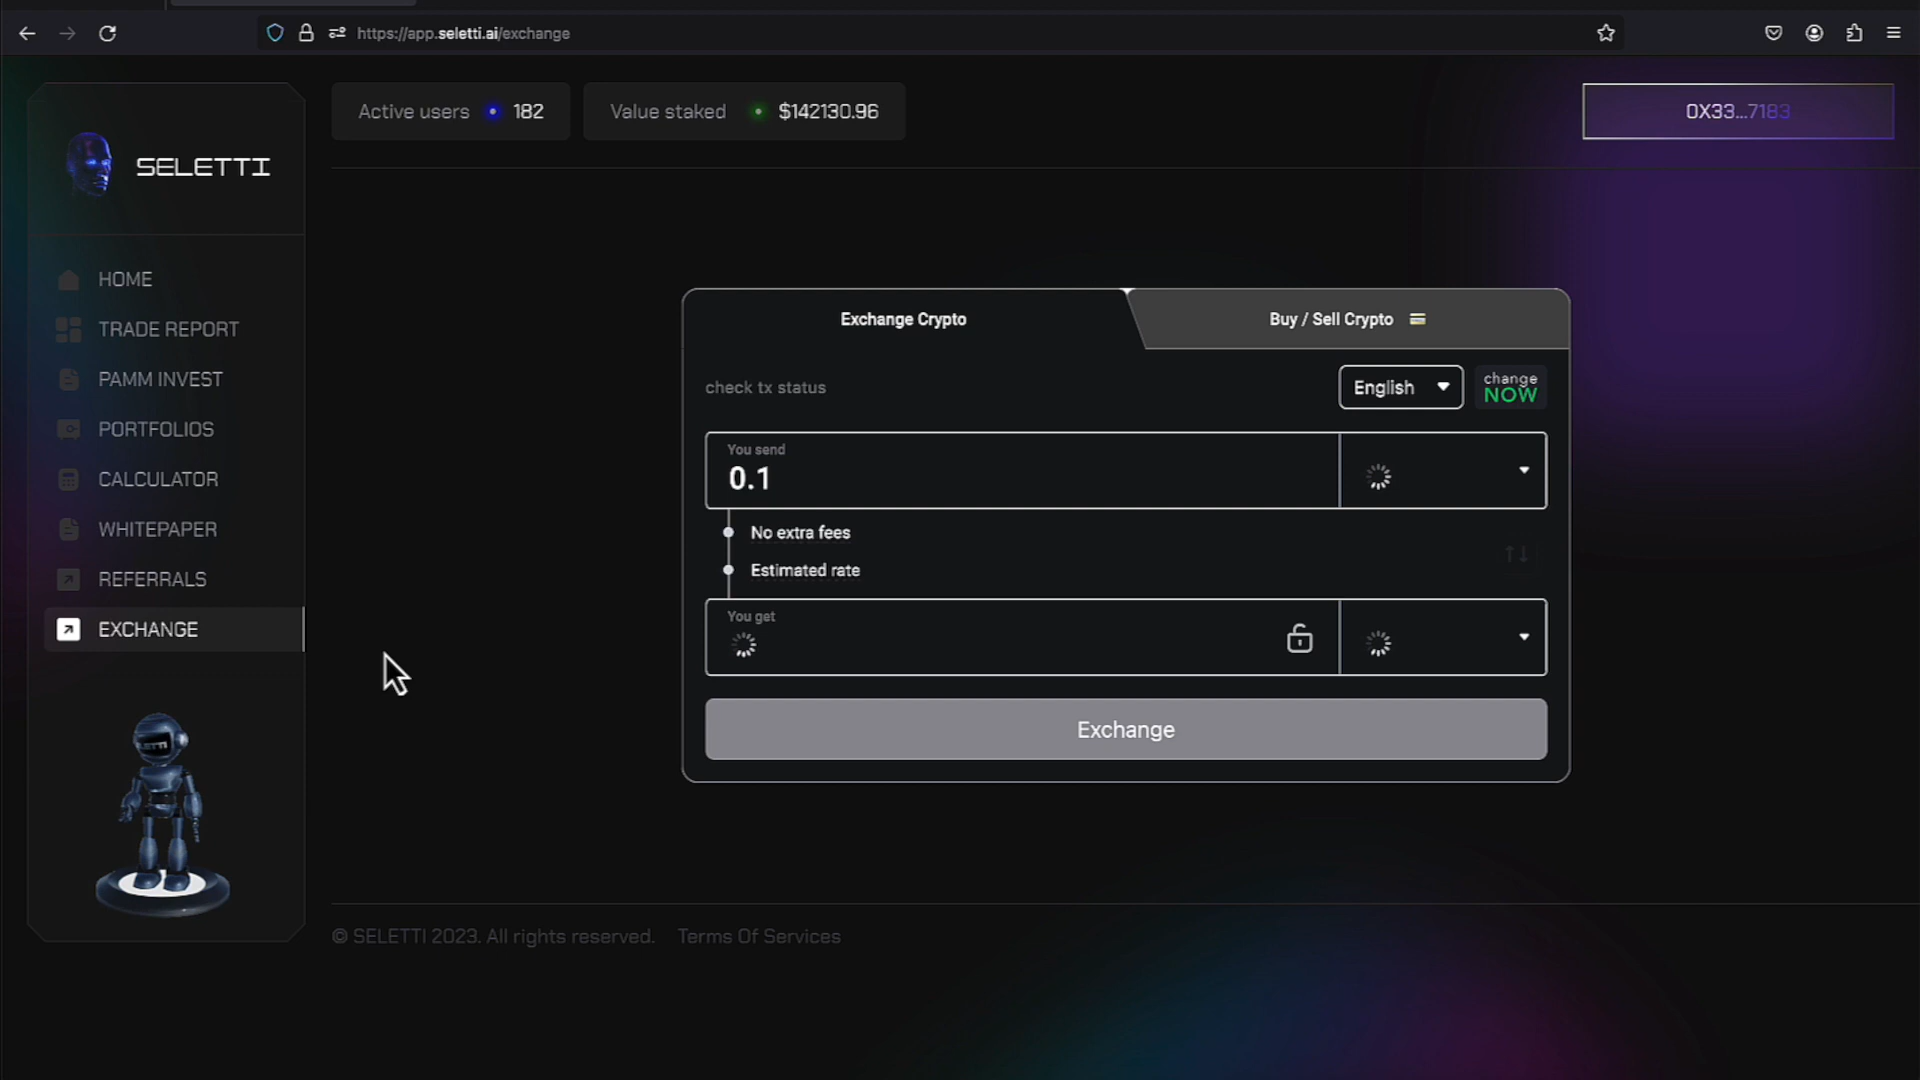 https://app.seletti.ai/exchange
Active users 182
Value staked $142130.96
0X33...7183
SELETTI
HOME
TRADE REPORT
PAMM INVEST
PORTFOLIOS
CALCULATOR
WHITEPAPER
REFERRALS
EXCHANGE
Exchange Crypto
Buy / Sell Crypto
check tx status
English
change
NOW
You send
0.1
No extra fees
Estimated rate
You get
Exchange
© SELETTI 2023. All rights reserved. Terms Of Services